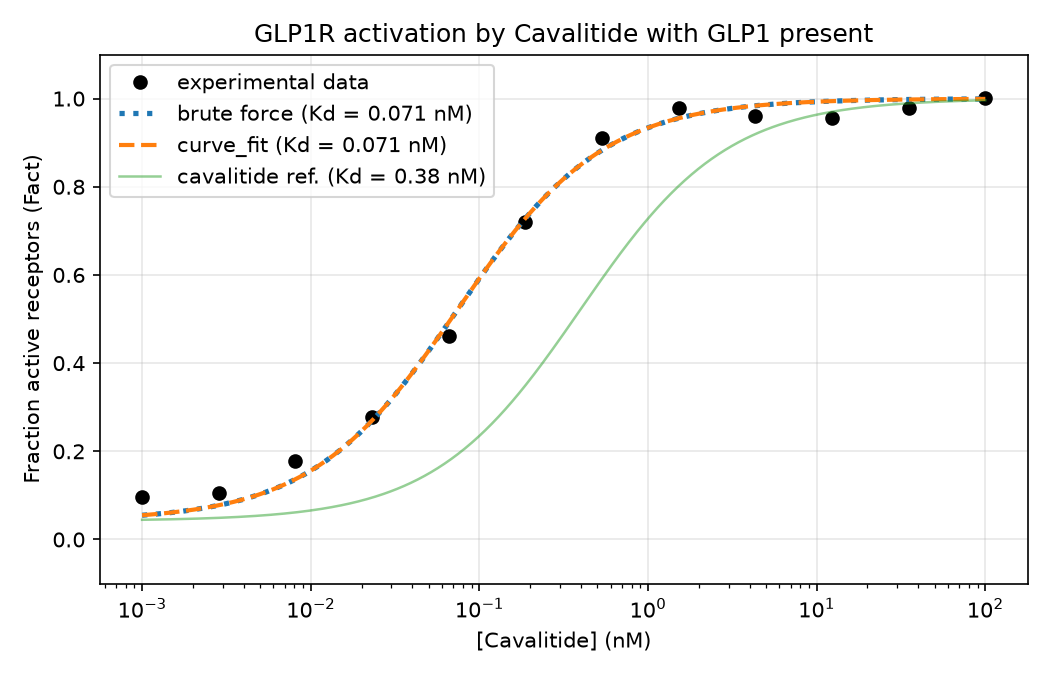 GLP1R activation by Cavalitide with GLP1 present
experimental data
brute force (Kd = 0.071 nM)
curve_fit (Kd = 0.071 nM)
cavalitide ref. (Kd = 0.38 nM)
Fraction active receptors (Fact)
1.0
0.8
0.6
0.4
0.2
0.0
10⁻³ 10⁻² 10⁻¹ 10⁰ 10¹ 10²
[Cavalitide] (nM)